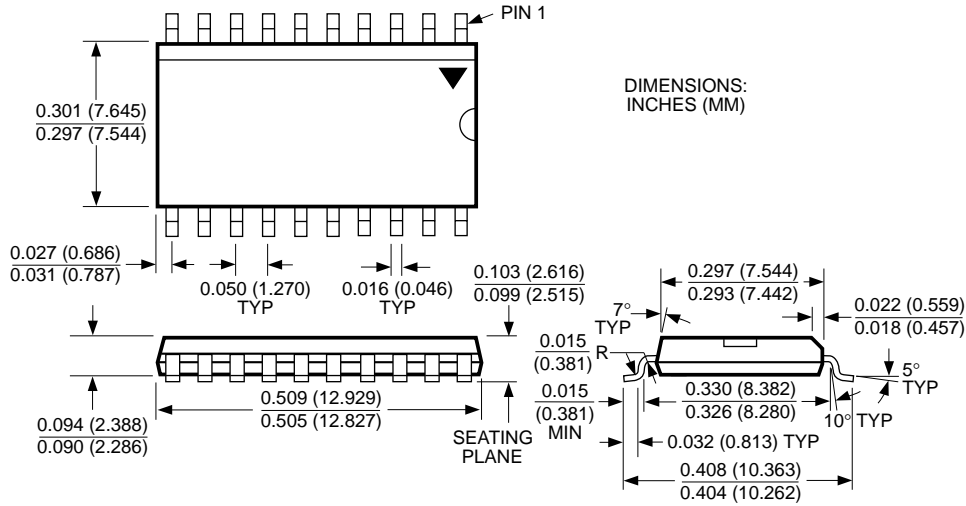 PIN 1
DIMENSIONS:
INCHES (MM)
0.301 (7.645)
0.297 (7.544)
0.027 (0.686)
0.031 (0.787)
0.050 (1.270)
TYP
0.016 (0.046)
TYP
0.103 (2.616)
0.099 (2.515)
0.297 (7.544)
0.293 (7.442)
0.022 (0.559)
0.018 (0.457)
7°
TYP
0.015
(0.381)
R
5°
TYP
0.094 (2.388)
0.090 (2.286)
0.509 (12.929)
0.505 (12.827)
SEATING
PLANE
0.015
(0.381)
MIN
0.330 (8.382)
0.326 (8.280)
10° TYP
0.032 (0.813) TYP
0.408 (10.363)
0.404 (10.262)